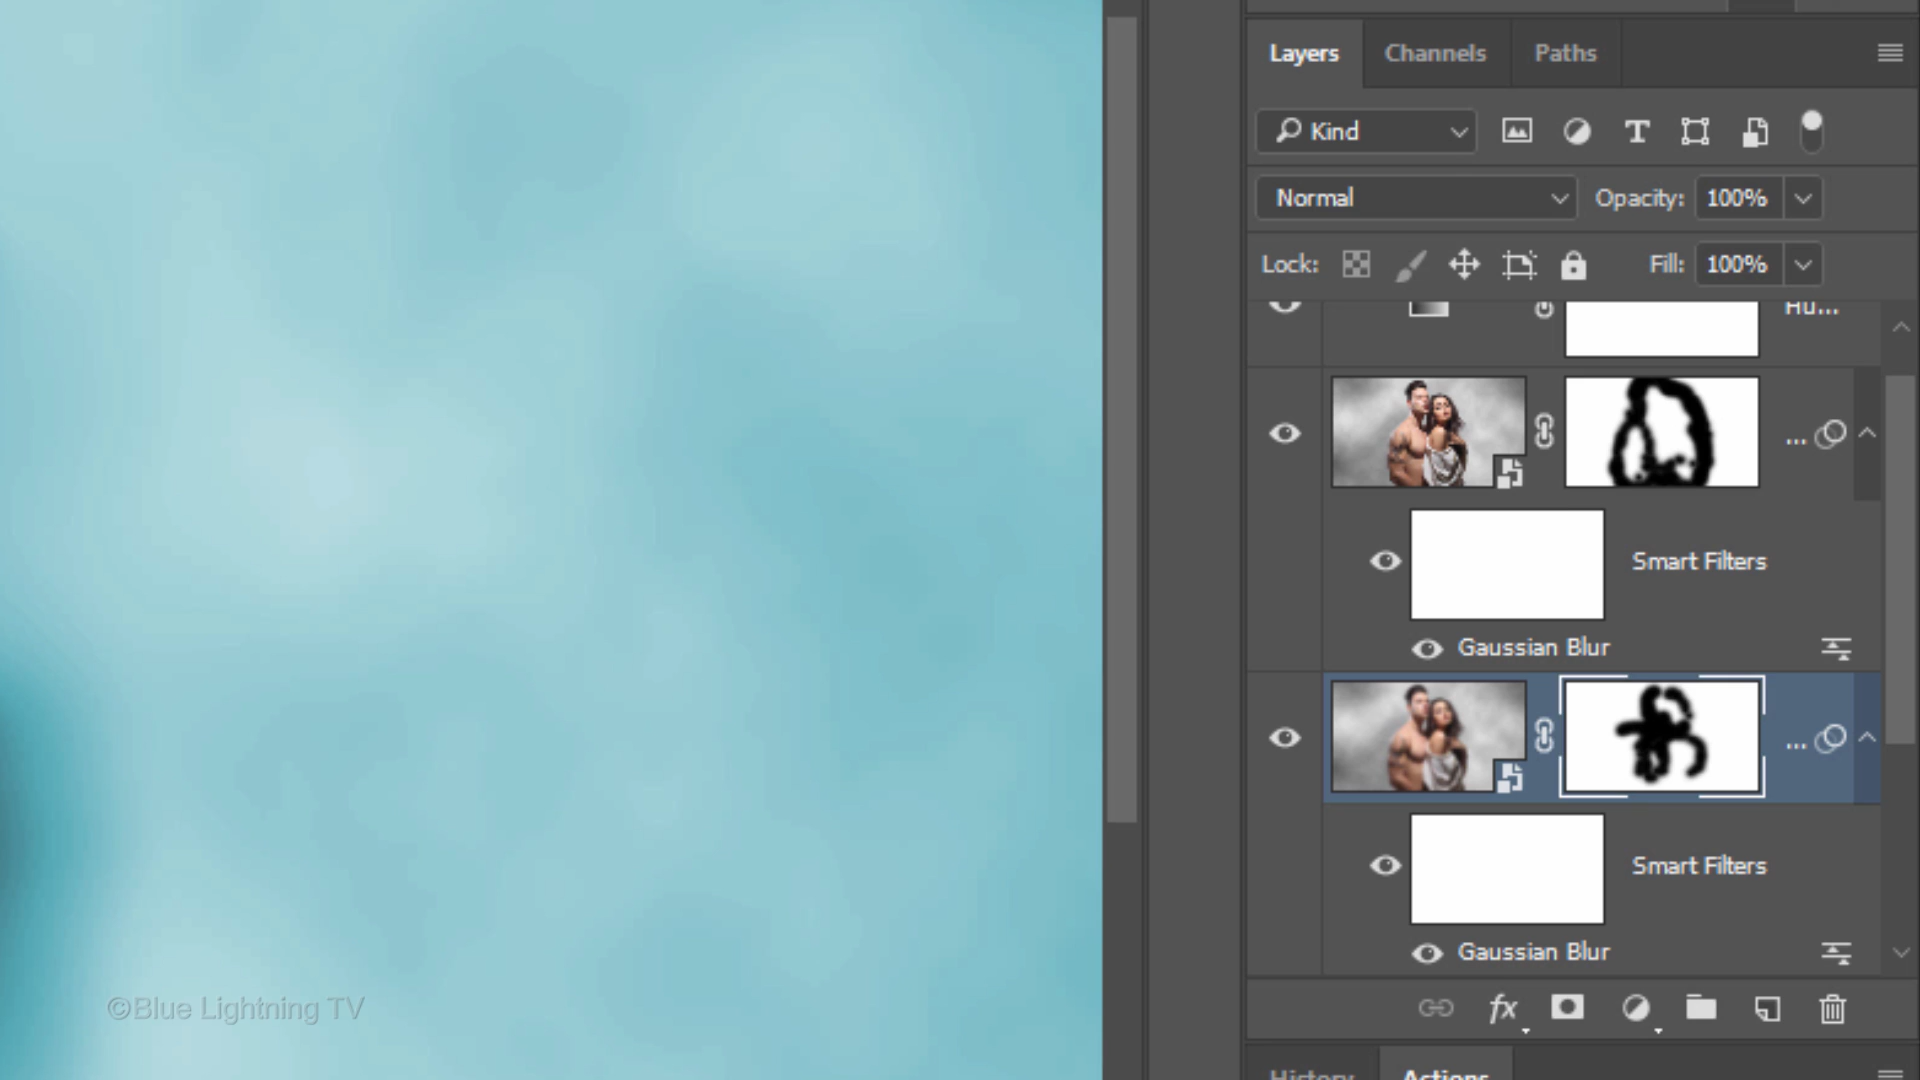 Layers Channels Paths
Kind
Normal Opacity: 100%
Lock: Fill: 100%
Hu...
...
Smart Filters
Gaussian Blur
...
Smart Filters
Gaussian Blur
fx
©Blue Lightning TV
History Actions